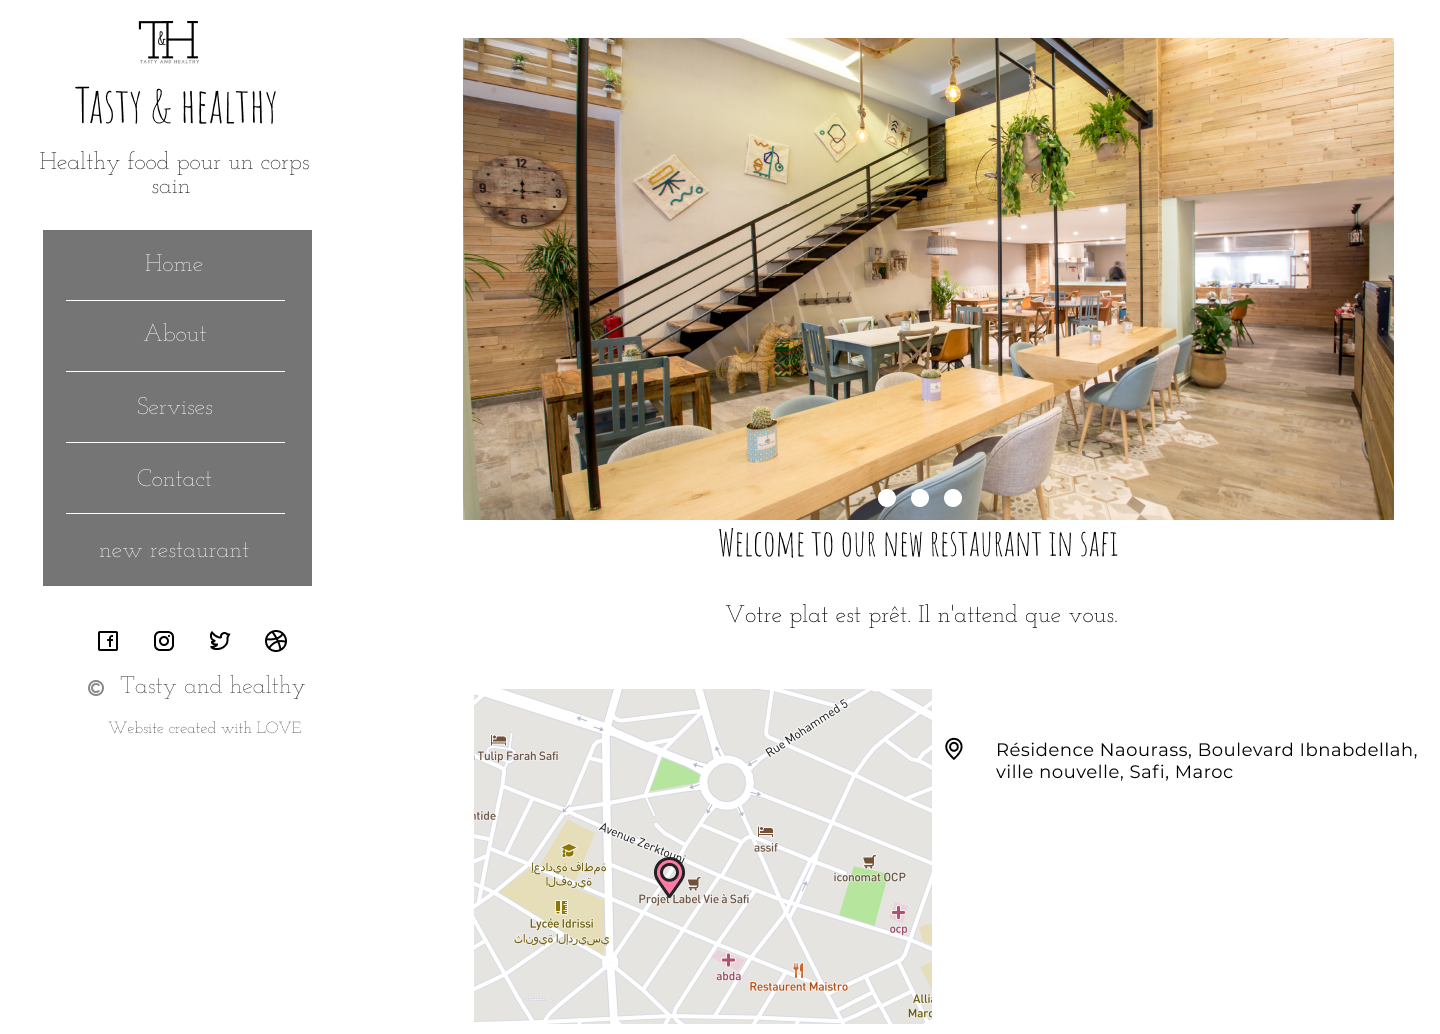 T&H
TASTY AND HEALTHY
Tasty & healthy
Healthy food pour un corps
sain
Home
About
Servises
Contact
new restaurant
© Tasty and healthy
Website created with LOVE
12
3
6
9
Welcome to our new restaurant in safi
Votre plat est prêt. Il n'attend que vous.
Rue Mohammed 5
Tulip Farah Safi
ntide
Avenue Zerktouni
assif
إعدادية فاطمة
الفهرية
iconomat OCP
Projet Label Vie à Safi
Lycée Idrissi
ثانوية الإدريسي
ocp
abda
Restaurent Maistro
Allia
Maroc
Résidence Naourass, Boulevard Ibnabdellah,
ville nouvelle, Safi, Maroc